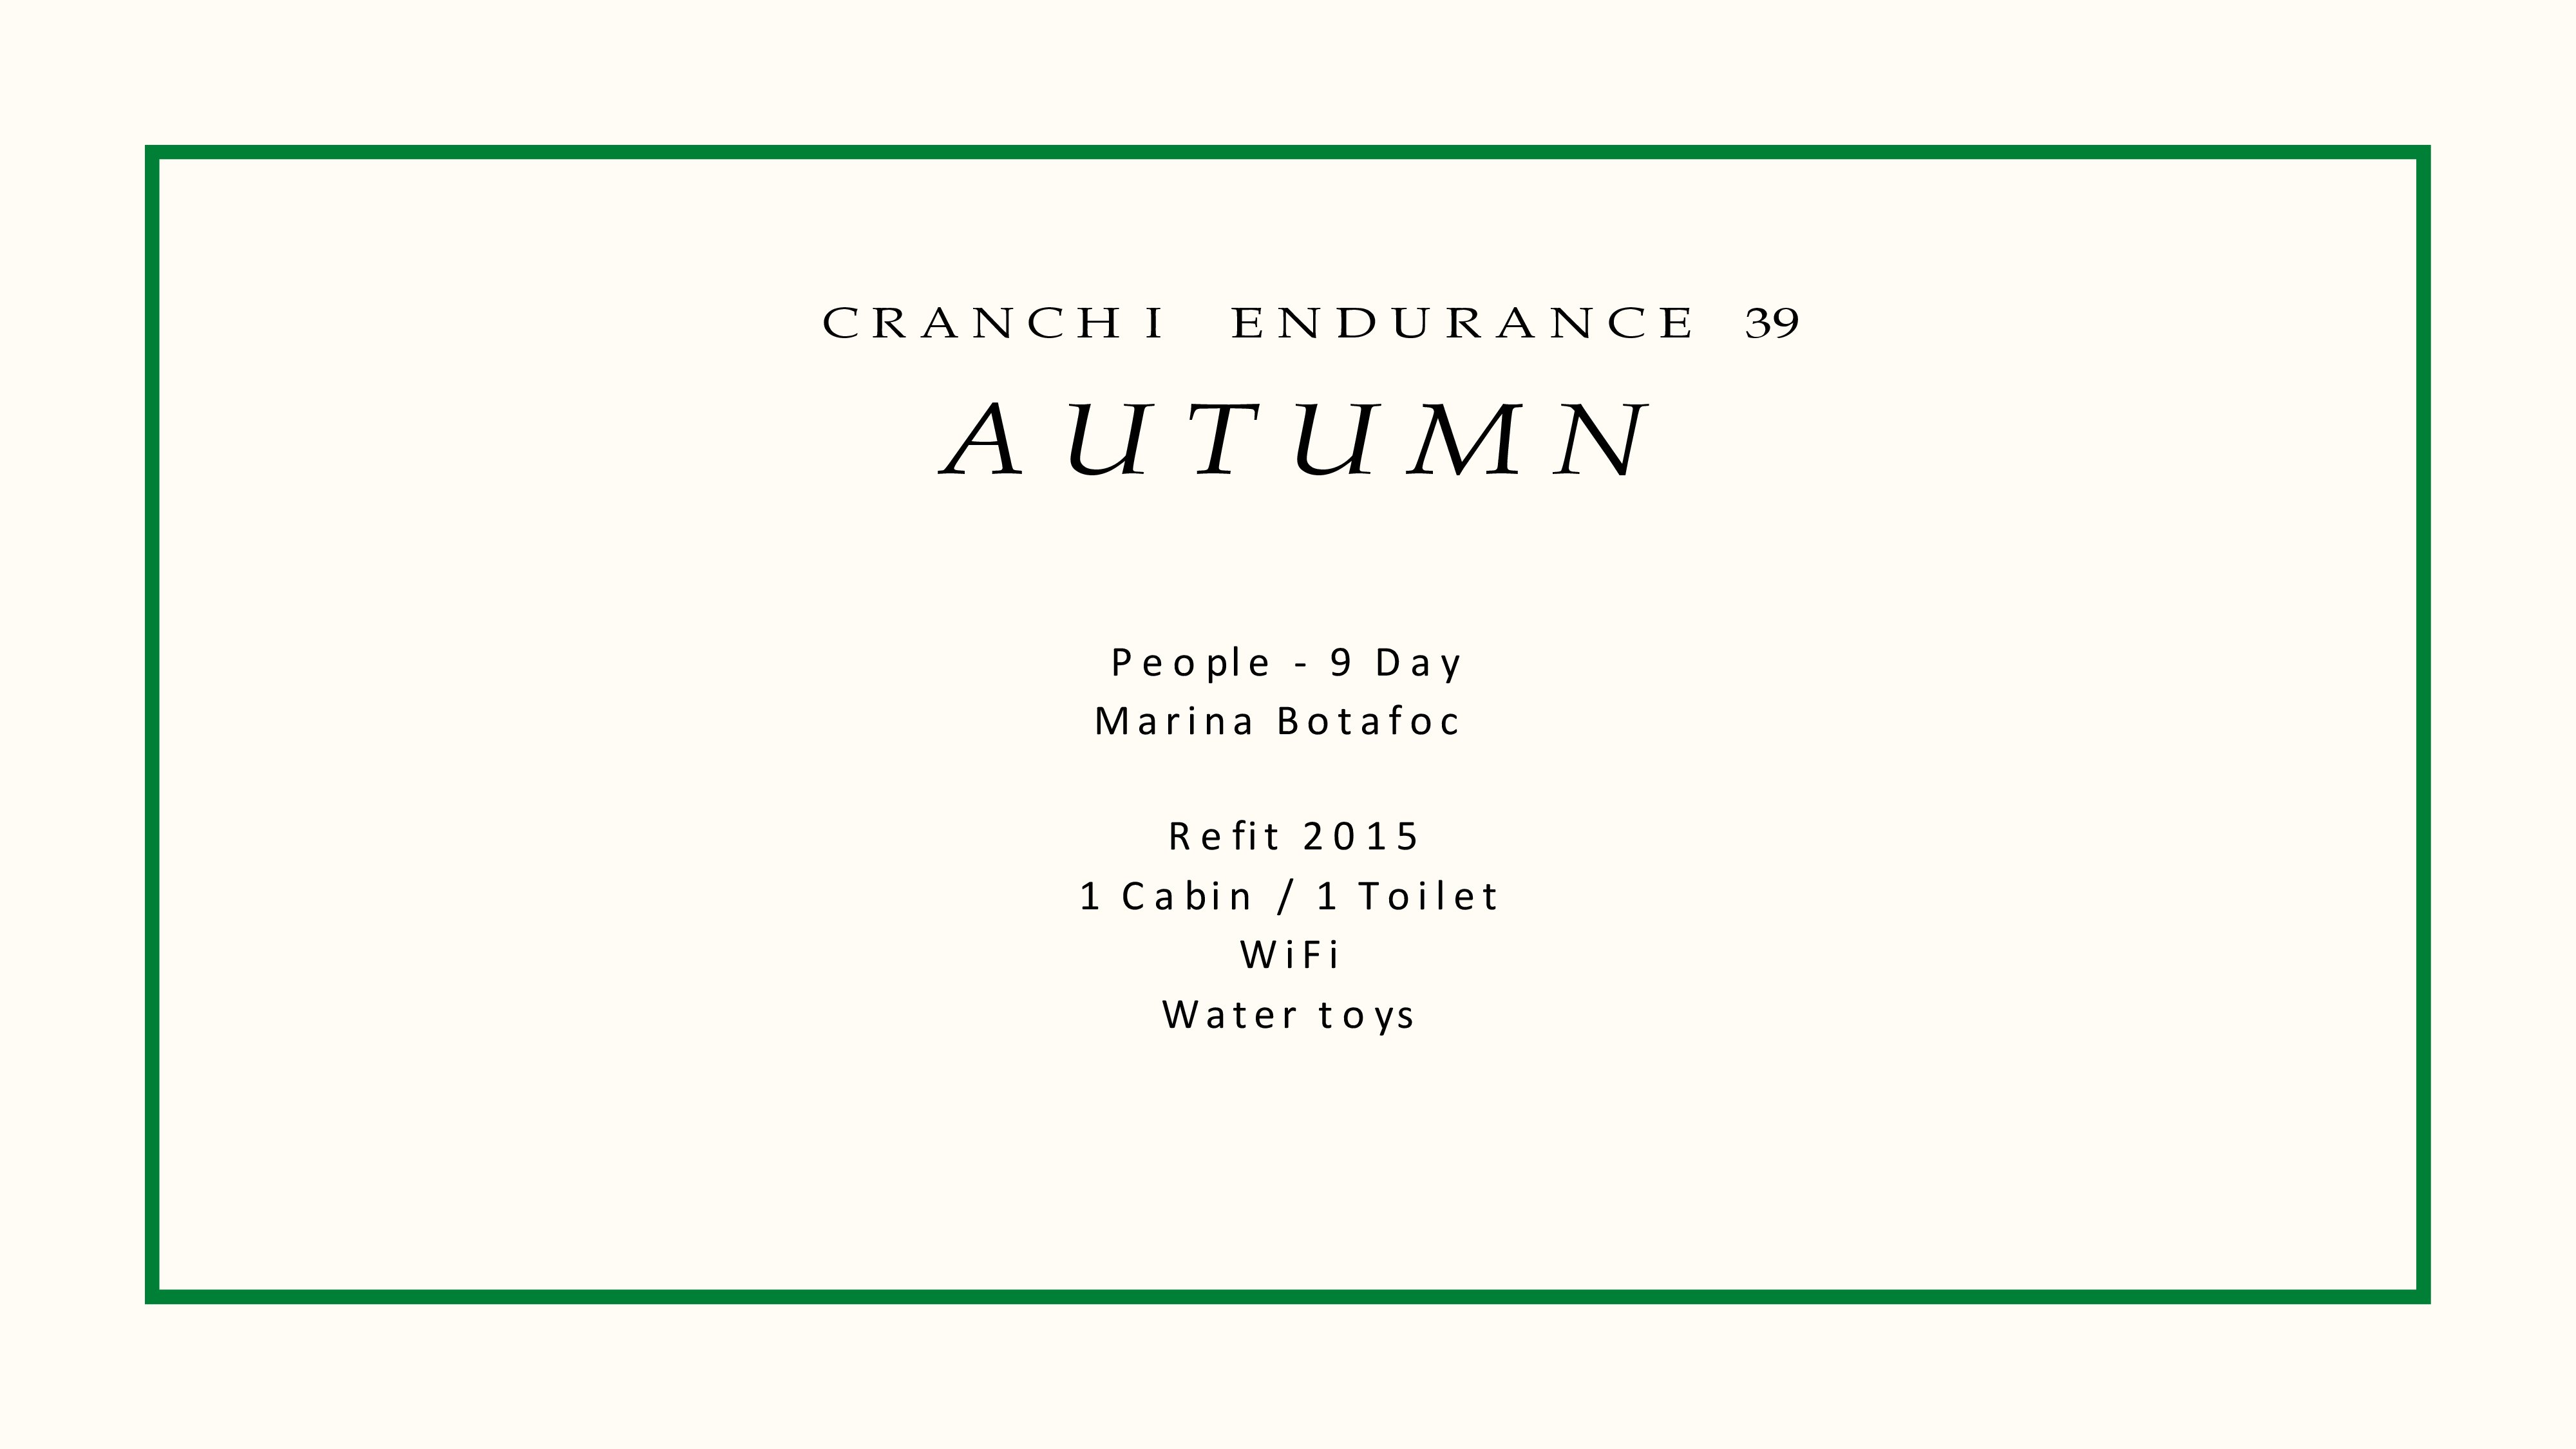 CRANCHI ENDURANCE 39
AUTUMN
People - 9 Day
Marina Botafoc
Refit 2015
1 Cabin / 1 Toilet
WiFi
Water toys